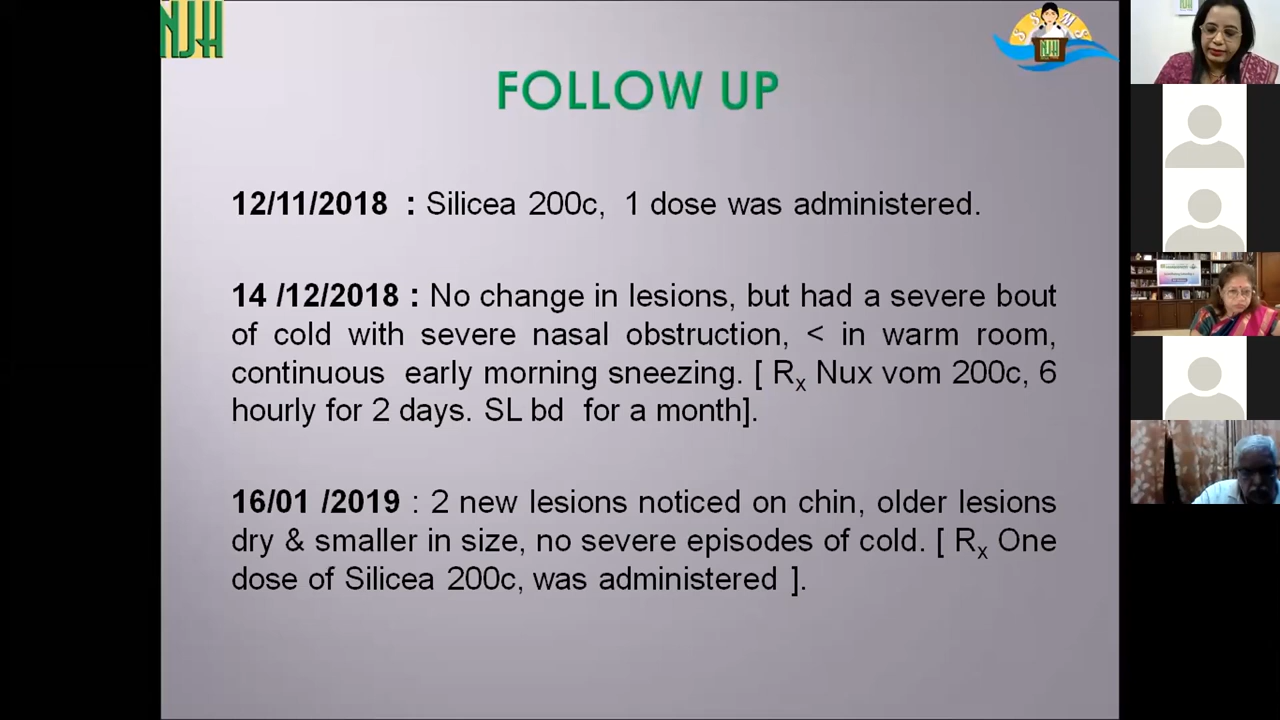 NJH
S S M S
NJH
FOLLOW UP
12/11/2018 : Silicea 200c, 1 dose was administered.
14 /12/2018 : No change in lesions, but had a severe bout
of cold with severe nasal obstruction, < in warm room,
continuous early morning sneezing. [ Rx Nux vom 200c, 6
hourly for 2 days. SL bd for a month].
16/01 /2019 : 2 new lesions noticed on chin, older lesions
dry & smaller in size, no severe episodes of cold. [ Rx One
dose of Silicea 200c, was administered ].